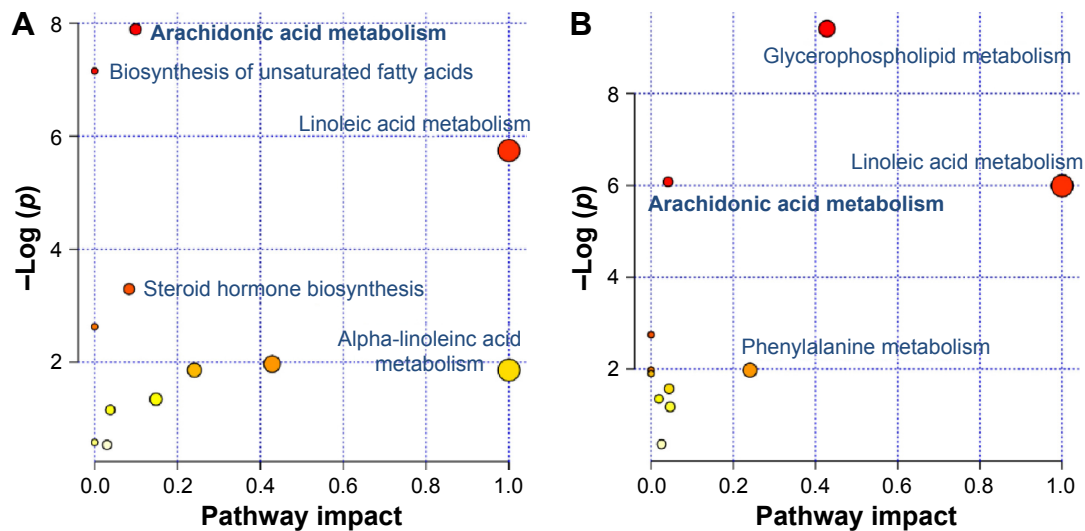 A
8
6
4
2
–Log (p)
Arachidonic acid metabolism
Biosynthesis of unsaturated fatty acids
Linoleic acid metabolism
Steroid hormone biosynthesis
Alpha-linoleinc acid
metabolism
0.0 0.2 0.4 0.6 0.8 1.0
Pathway impact
B
8
6
4
2
–Log (p)
Glycerophospholipid metabolism
Linoleic acid metabolism
Arachidonic acid metabolism
Phenylalanine metabolism
0.0 0.2 0.4 0.6 0.8 1.0
Pathway impact